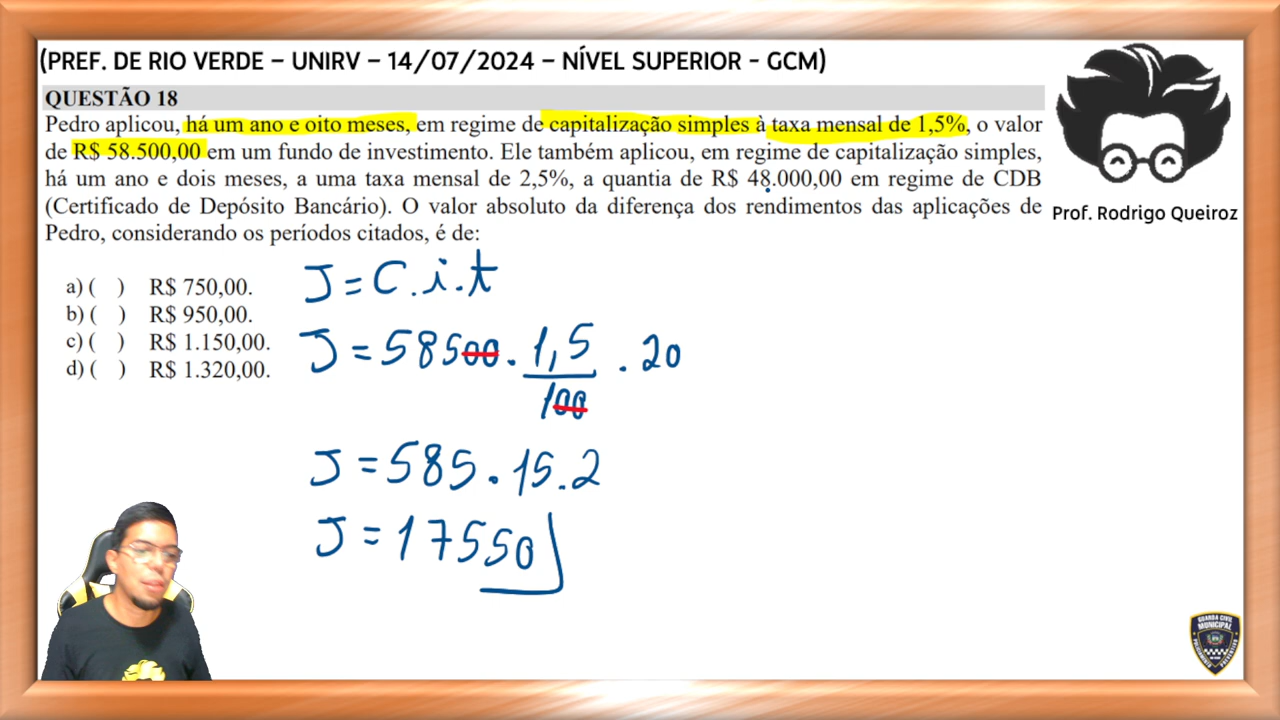 (PREF. DE RIO VERDE – UNIRV – 14/07/2024 – NÍVEL SUPERIOR - GCM)
QUESTÃO 18
Pedro aplicou, há um ano e oito meses, em regime de capitalização simples à taxa mensal de 1,5%, o valor
de R$ 58.500,00 em um fundo de investimento. Ele também aplicou, em regime de capitalização simples,
há um ano e dois meses, a uma taxa mensal de 2,5%, a quantia de R$ 48.000,00 em regime de CDB
(Certificado de Depósito Bancário). O valor absoluto da diferença dos rendimentos das aplicações de
Pedro, considerando os períodos citados, é de:
Prof. Rodrigo Queiroz
a) ( ) R$ 750,00.
b) ( ) R$ 950,00.
c) ( ) R$ 1.150,00.
d) ( ) R$ 1.320,00.
J = C.i.t
J = 58500 . 1,5/100 . 20
J = 585 . 15.2
J = 17550
GUARDA CIVIL
MUNICIPAL